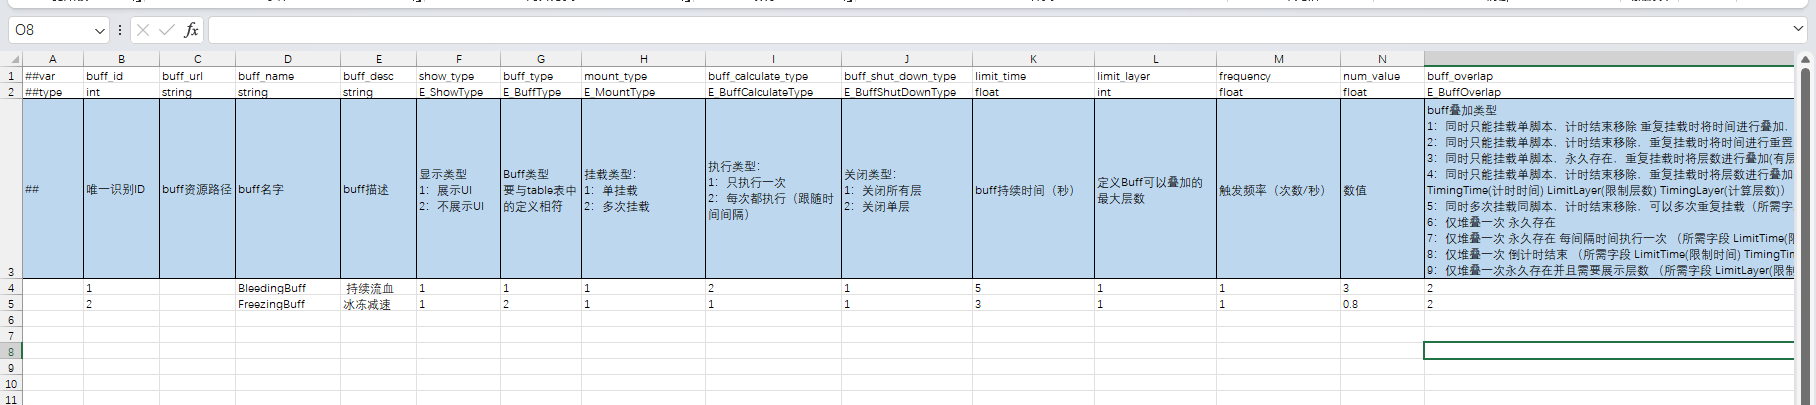 O8
fx
A B C D E F G H I J K L M N
1 ##var buff_id buff_url buff_name buff_desc show_type buff_type mount_type buff_calculate_type buff_shut_down_type limit_time limit_layer frequency num_value buff_overlap
2 ##type int string string string E_ShowType E_BuffType E_MountType E_BuffCalculateType E_BuffShutDownType float int float float E_BuffOverlap
3
##
唯一识别ID
buff资源路径
buff名字
buff描述
显示类型
1：展示UI
2：不展示UI
Buff类型
要与table表中
的定义相符
挂载类型：
1：单挂载
2：多次挂载
执行类型：
1：只执行一次
2：每次都执行（跟随时
间间隔）
关闭类型：
1：关闭所有层
2：关闭单层
buff持续时间（秒）
定义Buff可以叠加的
最大层数
触发频率（次数/秒）
数值
buff叠加类型
1：同时只能挂载单脚本，计时结束移除 重复挂载时将时间进行叠加，
2：同时只能挂载单脚本，计时结束移除，重复挂载时将时间进行重置
3：同时只能挂载单脚本，永久存在，重复挂载时将层数进行叠加(有层
4：同时只能挂载单脚本，计时结束移除，重复挂载时将层数进行叠加
TimingTime(计时时间) LimitLayer(限制层数) TimingLayer(计算层数)）
5：同时多次挂载同脚本，计时结束移除，可以多次重复挂载（所需字
6：仅堆叠一次 永久存在
7：仅堆叠一次 永久存在 每间隔时间执行一次 （所需字段 LimitTime(
8：仅堆叠一次 倒计时结束 （所需字段 LimitTime(限制时间) TimingTi
9：仅堆叠一次永久存在并且需要展示层数 （所需字段 LimitLayer(限制
4 1 BleedingBuff 持续流血 1 1 1 2 1 5 1 1 3 2
5 2 FreezingBuff 冰冻减速 1 2 1 1 1 3 1 1 0.8 2
6
7
8
9
10
11